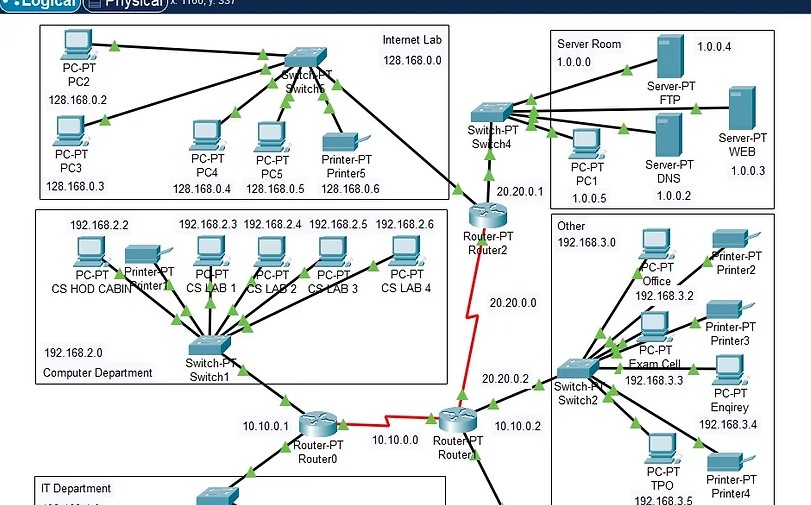 Logical
Physical
x: 1166, y: 337
Internet Lab
128.168.0.0
Switch-PT
Switch5
PC-PT
PC2
128.168.0.2
PC-PT
PC3
128.168.0.3
PC-PT
PC4
128.168.0.4
PC-PT
PC5
128.168.0.5
Printer-PT
Printer5
128.168.0.6
Server Room
1.0.0.0
1.0.0.4
Server-PT
FTP
Switch-PT
Switch4
Server-PT
WEB
1.0.0.3
PC-PT
PC1
1.0.0.5
Server-PT
DNS
1.0.0.2
20.20.0.1
Router-PT
Router2
192.168.2.2
192.168.2.3
192.168.2.4
192.168.2.5
192.168.2.6
PC-PT
CS HOD CABIN
Printer-PT
Printer1
PC-PT
CS LAB 1
PC-PT
CS LAB 2
PC-PT
CS LAB 3
PC-PT
CS LAB 4
192.168.2.0
Computer Department
Switch-PT
Switch1
20.20.0.0
20.20.0.2
10.10.0.1
Router-PT
Router0
10.10.0.0
Router-PT
Router1
10.10.0.2
Other
192.168.3.0
PC-PT
Office
192.168.3.2
Printer-PT
Printer2
Printer-PT
Printer3
PC-PT
Exam Cell
192.168.3.3
Switch-PT
Switch2
PC-PT
Enqirey
192.168.3.4
PC-PT
TPO
192.168.3.5
Printer-PT
Printer4
IT Department